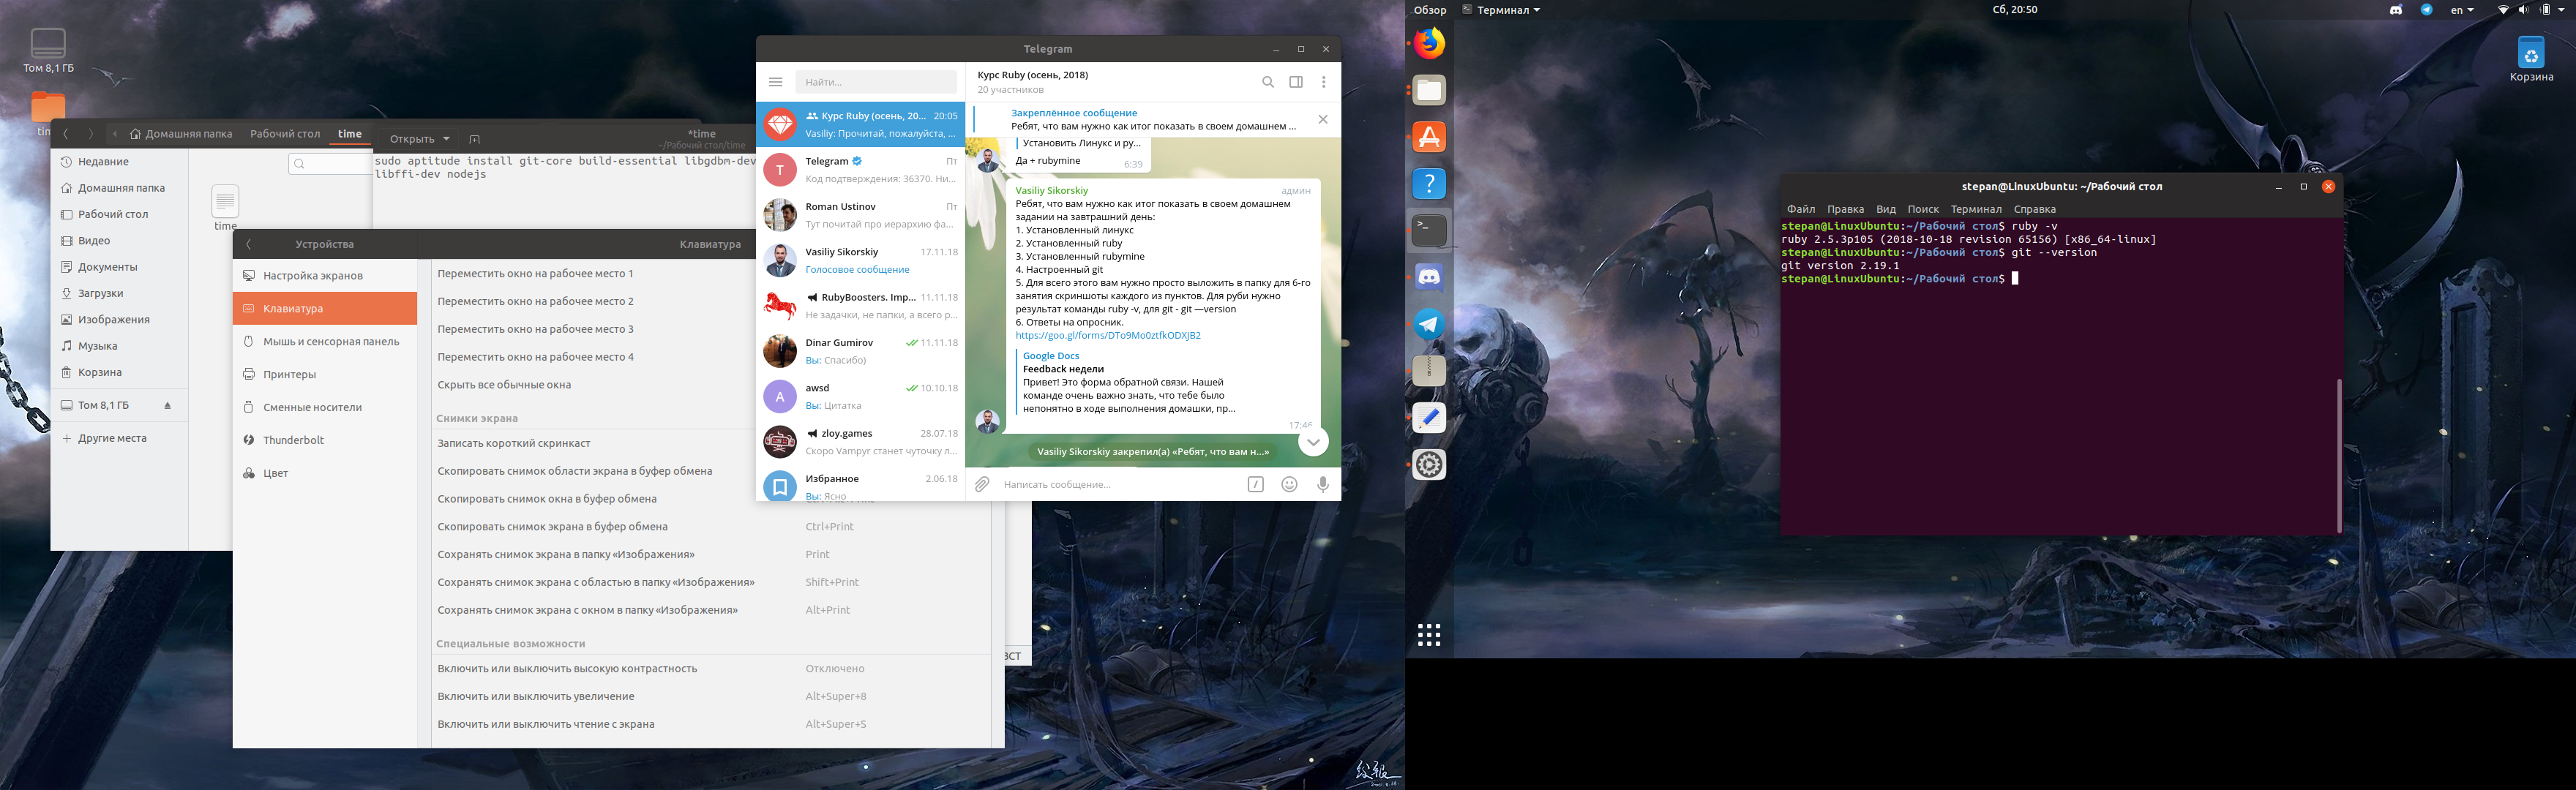 Том 8,1 ГБ
Домашняя папка
Рабочий стол
time
Открыть
*time
~/Рабочий стол/time
Недавние
Домашняя папка
Рабочий стол
Видео
Документы
Загрузки
Изображения
Музыка
Корзина
Том 8,1 ГБ
Другие места
time
sudo aptitude install git-core build-essential libgdbm-dev
libffi-dev nodejs
Устройства
Клавиатура
Настройка экранов
Клавиатура
Мышь и сенсорная панель
Принтеры
Сменные носители
Thunderbolt
Цвет
Переместить окно на рабочее место 1
Переместить окно на рабочее место 2
Переместить окно на рабочее место 3
Переместить окно на рабочее место 4
Скрыть все обычные окна
Снимки экрана
Записать короткий скринкаст
Скопировать снимок области экрана в буфер обмена
Скопировать снимок окна в буфер обмена
Скопировать снимок экрана в буфер обмена Ctrl+Print
Сохранять снимок экрана в папку «Изображения» Print
Сохранять снимок экрана с областью в папку «Изображения» Shift+Print
Сохранять снимок экрана с окном в папку «Изображения» Alt+Print
Специальные возможности
Включить или выключить высокую контрастность Отключено
Включить или выключить увеличение Alt+Super+8
Включить или выключить чтение с экрана Alt+Super+S
ВСТ
Telegram
Найти...
Курс Ruby (осень, 20... 20:05
Vasiliy: Прочитай, пожалуйста, ...
T
Telegram Пт
Код подтверждения: 36370. Ни...
Roman Ustinov Пт
Тут почитай про иерархию фа...
Vasiliy Sikorskiy 17.11.18
Голосовое сообщение
RubyBoosters. Imp... 11.11.18
Не задачки, не папки, а всего р...
Dinar Gumirov 11.11.18
Вы: Спасибо)
A
awsd 10.10.18
Вы: Цитатка
zloy.games 28.07.18
Скоро Vampyr станет чуточку л...
Избранное 2.06.18
Вы: Ясно
Курс Ruby (осень, 2018)
20 участников
Закреплённое сообщение
Ребят, что вам нужно как итог показать в своем домашнем ...
Установить Линукс и ру...
Да + rubymine 6:39
Vasiliy Sikorskiy админ
Ребят, что вам нужно как итог показать в своем домашнем
задании на завтрашний день:
1. Установленный линукс
2. Установленный ruby
3. Установленный rubymine
4. Настроенный git
5. Для всего этого вам нужно просто выложить в папку для 6-го
занятия скриншоты каждого из пунктов. Для руби нужно
результат команды ruby -v, для git - git —version
6. Ответы на опросник.
https://goo.gl/forms/DTo9Mo0ztfkODXJB2
Google Docs
Feedback недели
Привет! Это форма обратной связи. Нашей
команде очень важно знать, что тебе было
непонятно в ходе выполнения домашки, пр...
17:46
Vasiliy Sikorskiy закрепил(а) «Ребят, что вам н...»
Написать сообщение...
Обзор
Терминал
Сб, 20:50
en
Корзина
stepan@LinuxUbuntu: ~/Рабочий стол
Файл Правка Вид Поиск Терминал Справка
stepan@LinuxUbuntu:~/Рабочий стол$ ruby -v
ruby 2.5.3p105 (2018-10-18 revision 65156) [x86_64-linux]
stepan@LinuxUbuntu:~/Рабочий стол$ git --version
git version 2.19.1
stepan@LinuxUbuntu:~/Рабочий стол$